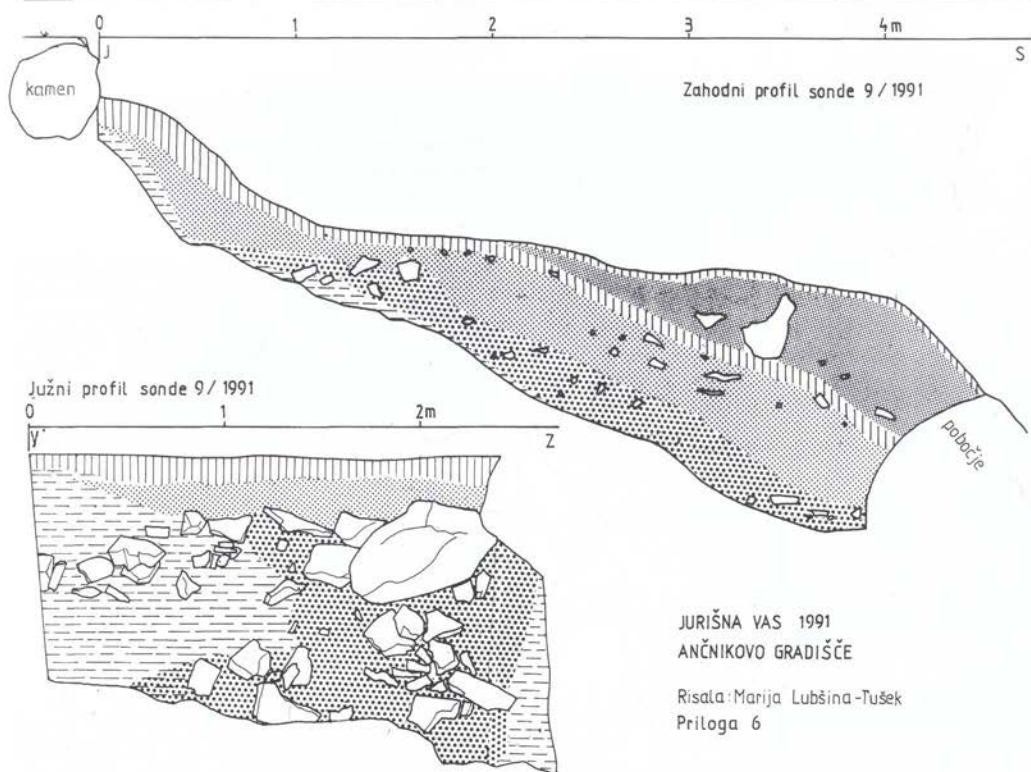 0 1 2 3 4m
J S
kamen
Zahodni profil sonde 9/1991
pobočje
Južni profil sonde 9/1991
0 1 2m
V Z
JURIŠNA VAS 1991
ANČNIKOVO GRADIŠČE
Risala: Marija Lubšina-Tušek
Priloga 6